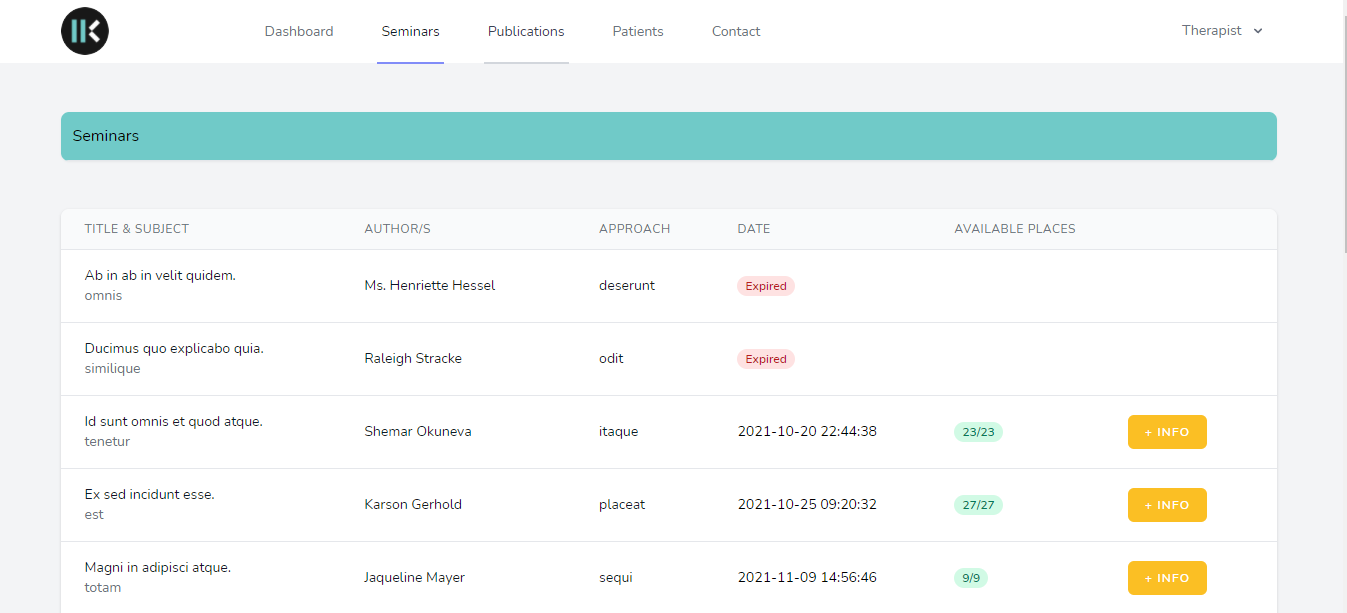 Dashboard Seminars Publications Patients Contact Therapist
Seminars
TITLE & SUBJECT AUTHOR/S APPROACH DATE AVAILABLE PLACES
Ab in ab in velit quidem.
omnis
Ms. Henriette Hessel deserunt Expired
Ducimus quo explicabo quia.
similique
Raleigh Stracke odit Expired
Id sunt omnis et quod atque.
tenetur
Shemar Okuneva itaque 2021-10-20 22:44:38 23/23 + INFO
Ex sed incidunt esse.
est
Karson Gerhold placeat 2021-10-25 09:20:32 27/27 + INFO
Magni in adipisci atque.
totam
Jaqueline Mayer sequi 2021-11-09 14:56:46 9/9 + INFO